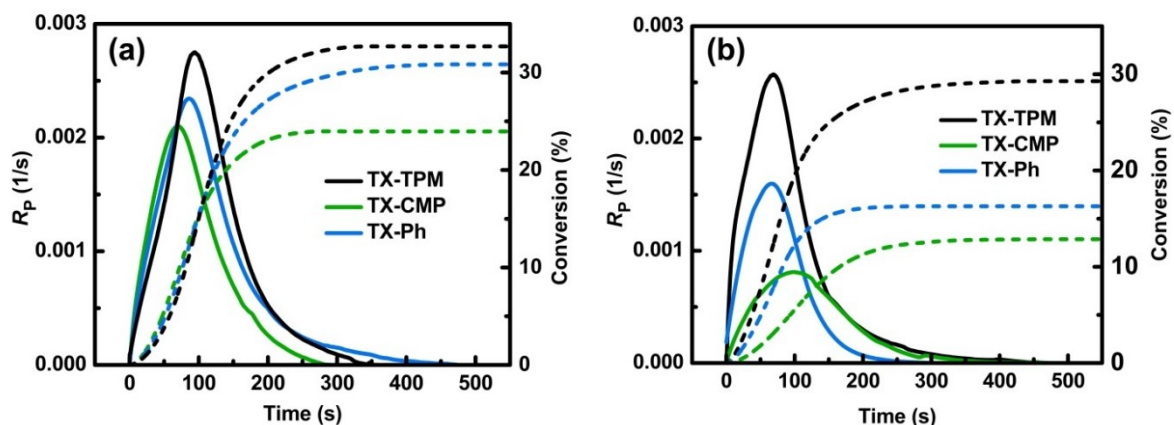 (a)
R_P (1/s)
0.003
0.002
0.001
0.000
TX-TPM
TX-CMP
TX-Ph
30
20
10
0
Conversion (%)
0 100 200 300 400 500
Time (s)
(b)
R_P (1/s)
0.003
0.002
0.001
0.000
TX-TPM
TX-CMP
TX-Ph
30
20
10
0
Conversion (%)
0 100 200 300 400 500
Time (s)